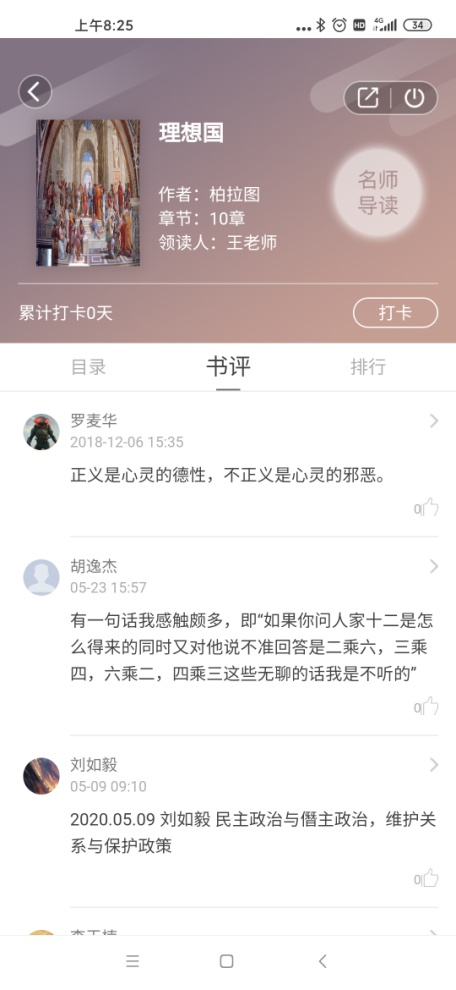 上午8:25
HD
4G
34
理想国
作者：柏拉图
章节：10章
领读人：王老师
名师
导读
累计打卡0天
打卡
目录
书评
排行
罗麦华
2018-12-06 15:35
正义是心灵的德性，不正义是心灵的邪恶。
0
胡逸杰
05-23 15:57
有一句话我感触颇多，即“如果你问人家十二是怎
么得来的同时又对他说不准回答是二乘六，三乘
四，六乘二，四乘三这些无聊的话我是不听的”
0
刘如毅
05-09 09:10
2020.05.09 刘如毅 民主政治与僭主政治，维护关
系与保护政策
0